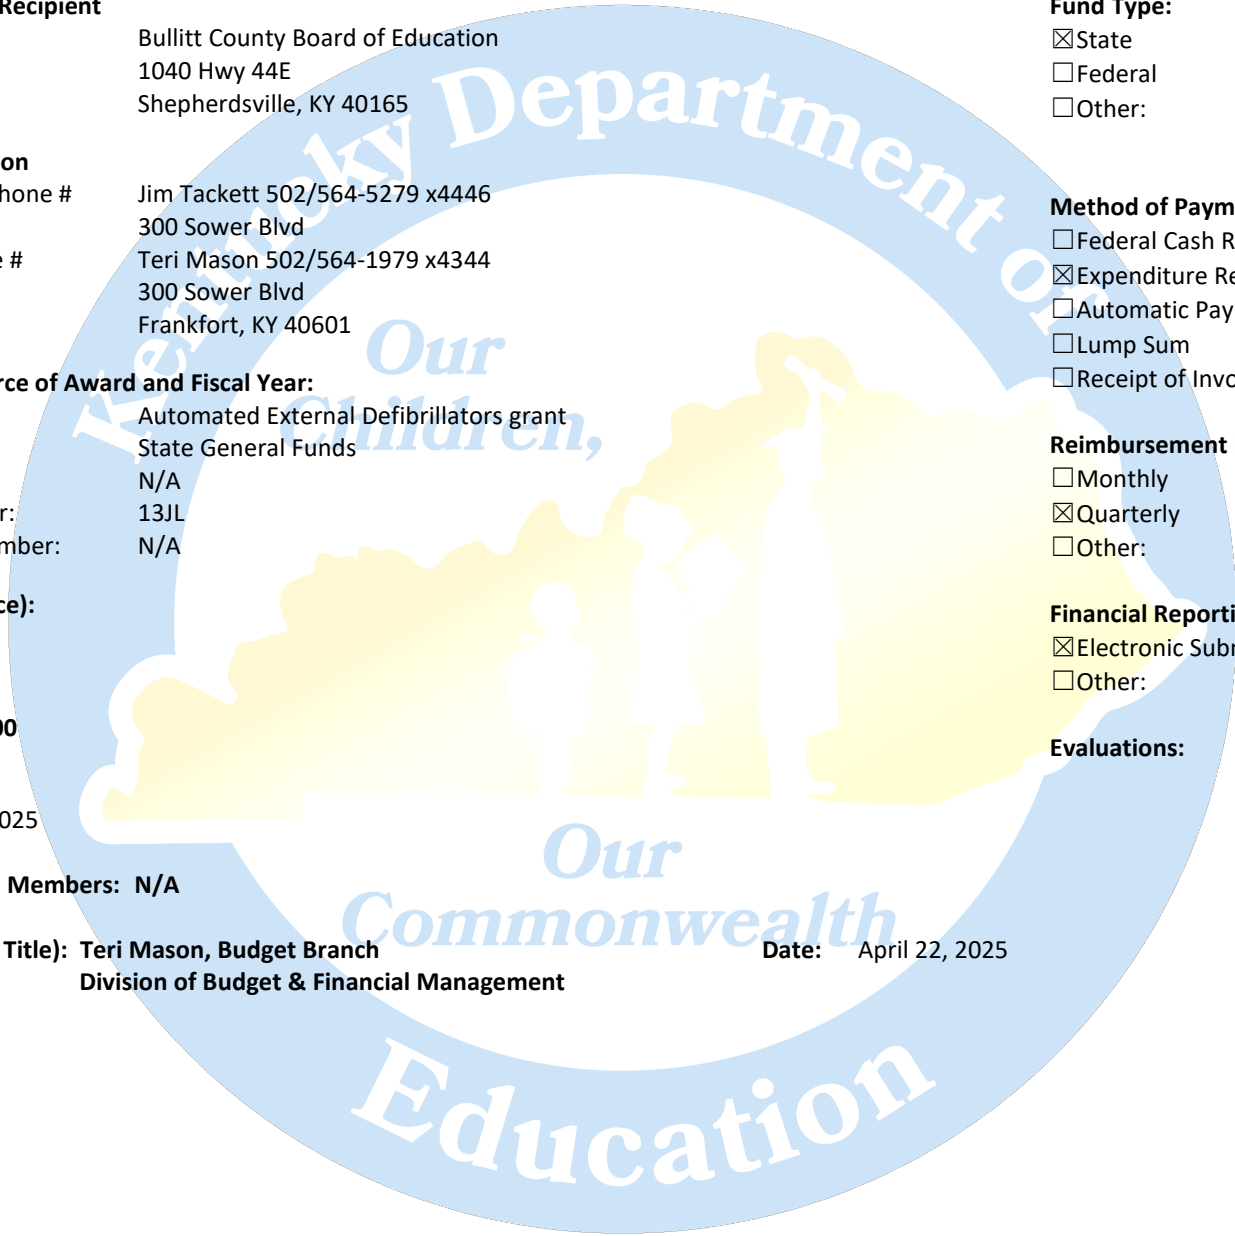 Recipient
Bullitt County Board of Education
1040 Hwy 44E
Shepherdsville, KY 40165
on
hone # Jim Tackett 502/564-5279 x4446
300 Sower Blvd
e # Teri Mason 502/564-1979 x4344
300 Sower Blvd
Frankfort, KY 40601
rce of Award and Fiscal Year:
Automated External Defibrillators grant
State General Funds
N/A
r: 13JL
mber: N/A
ce):
00
025
Members: N/A
Title): Teri Mason, Budget Branch Date: April 22, 2025
Division of Budget & Financial Management
Fund Type:
☒State
☐Federal
☐Other:
Method of Paym
☐Federal Cash R
☒Expenditure Re
☐Automatic Pay
☐Lump Sum
☐Receipt of Invo
Reimbursement
☐Monthly
☒Quarterly
☐Other:
Financial Reporti
☒Electronic Subm
☐Other:
Evaluations:
Kentucky Department of
Education
Our
Children,
Our
Commonwealth